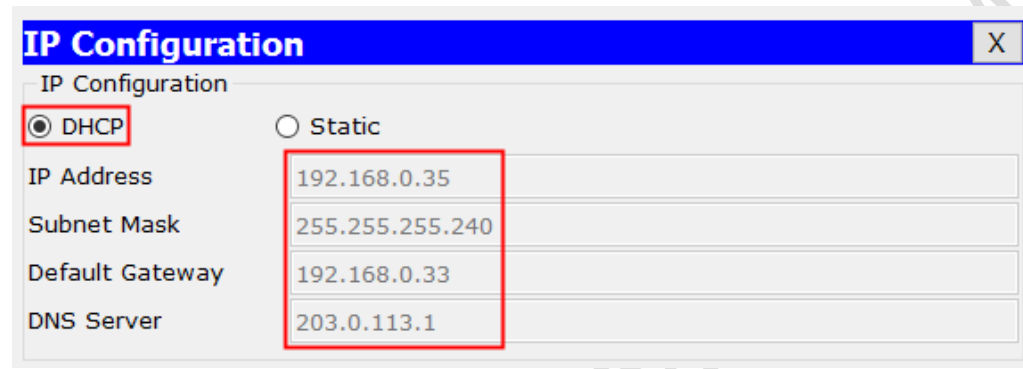 IP Configuration X
IP Configuration
DHCP Static
IP Address 192.168.0.35
Subnet Mask 255.255.255.240
Default Gateway 192.168.0.33
DNS Server 203.0.113.1